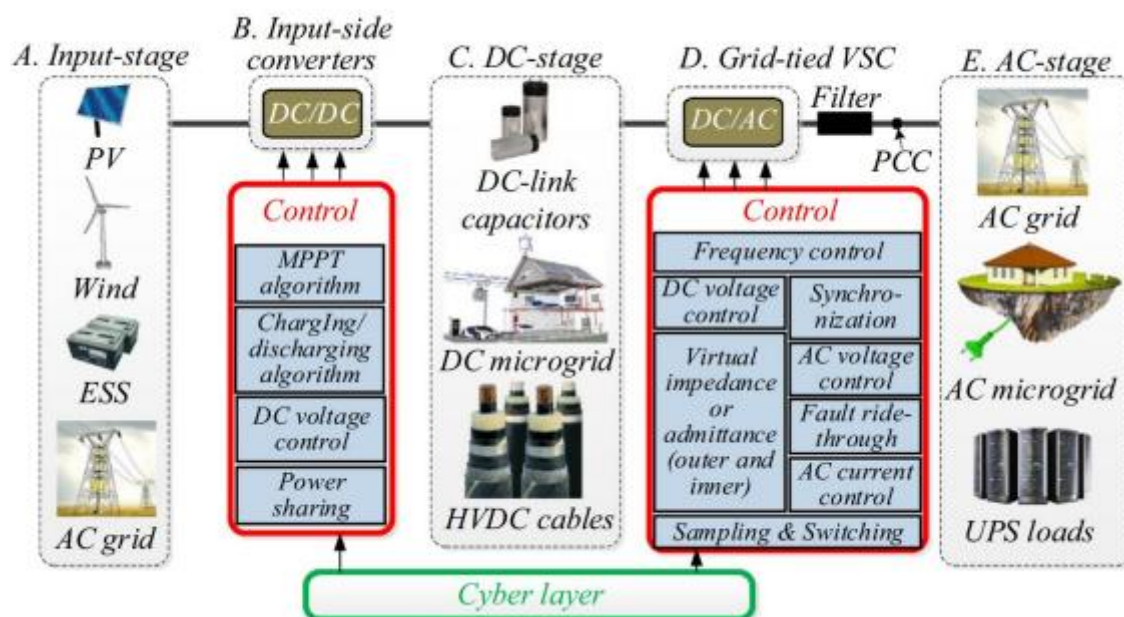 A. Input-stage
PV
Wind
ESS
AC grid
B. Input-side
converters
DC/DC
Control
MPPT
algorithm
ChargIng/
discharging
algorithm
DC voltage
control
Power
sharing
C. DC-stage
DC-link
capacitors
DC microgrid
HVDC cables
D. Grid-tied VSC
DC/AC
Filter
PCC
Control
Frequency control
DC voltage
control
Virtual
impedance
or
admittance
(outer and
inner)
Synchro-
nization
AC voltage
control
Fault ride-
through
AC current
control
Sampling & Switching
E. AC-stage
AC grid
AC microgrid
UPS loads
Cyber layer